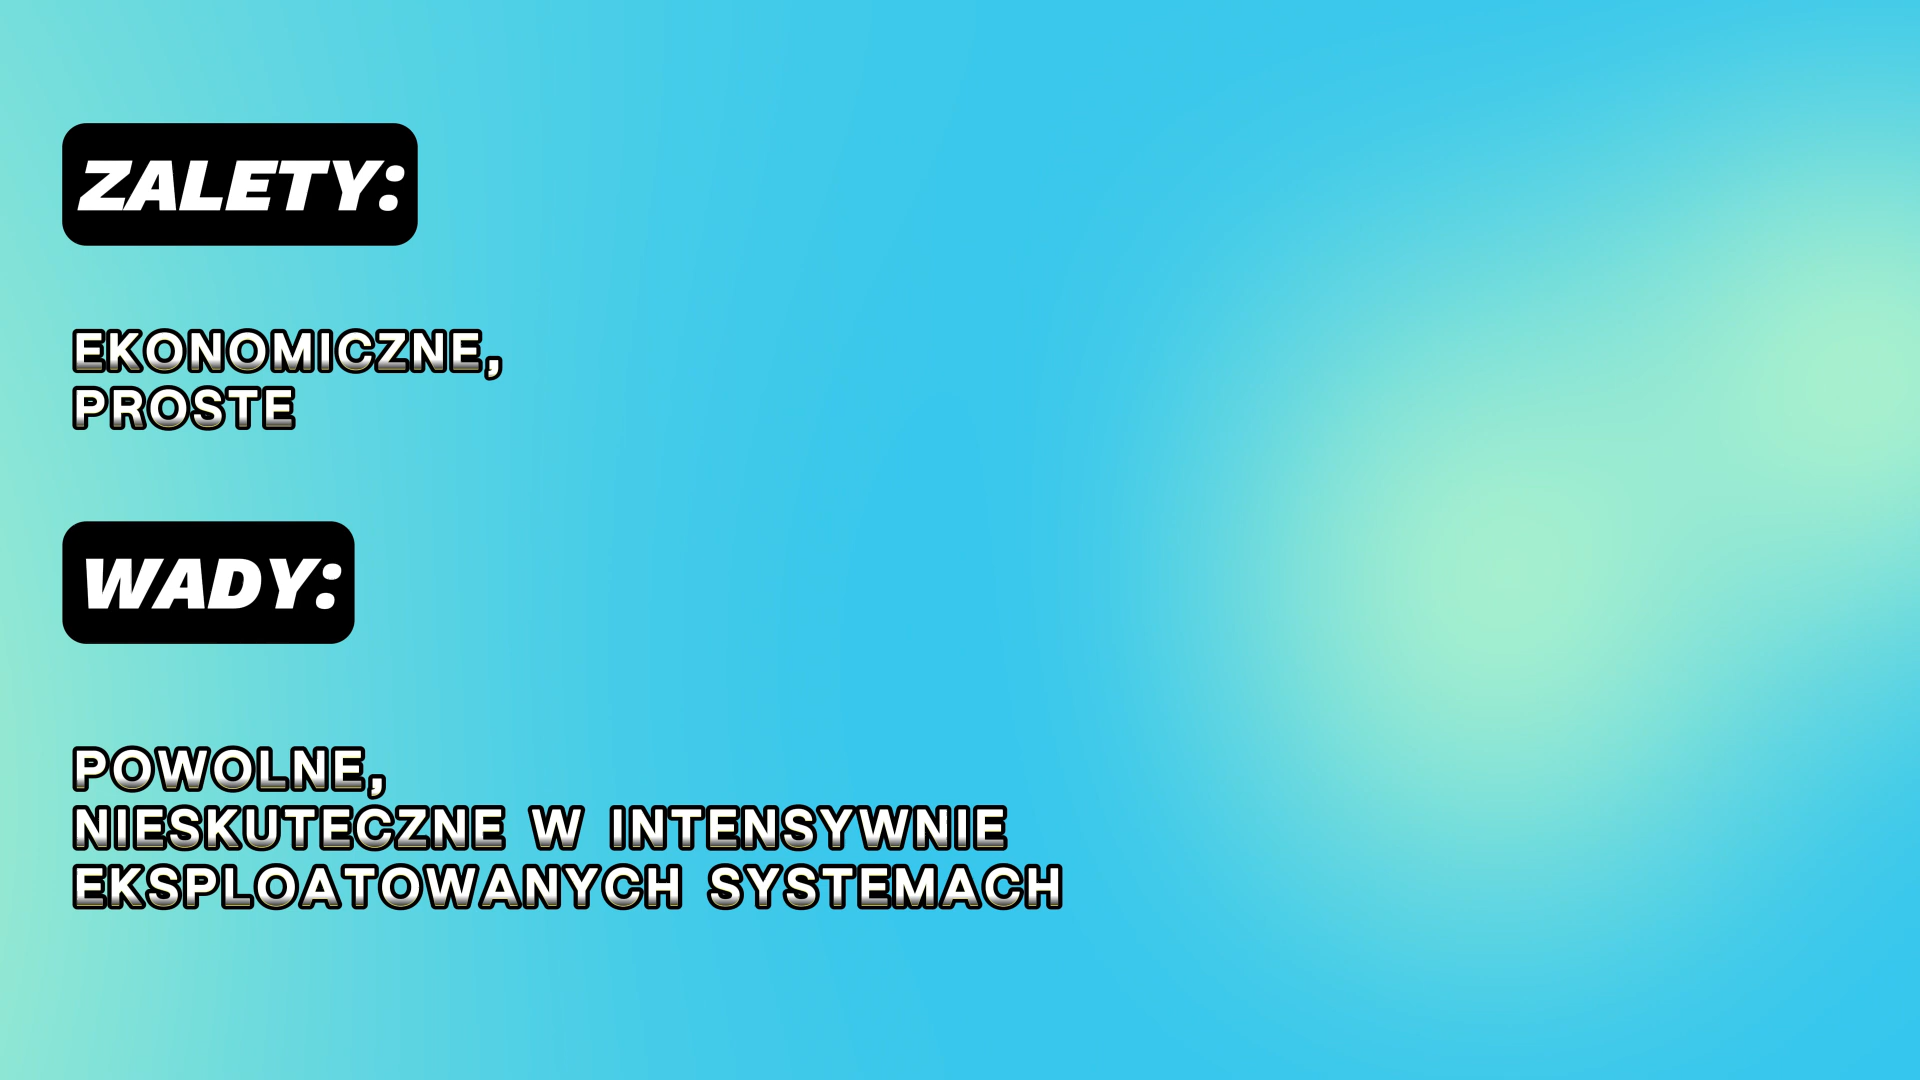 ZALETY:
EKONOMICZNE,
PROSTE
WADY:
POWOLNE,
NIESKUTECZNE W INTENSYWNIE
EKSPLOATOWANYCH SYSTEMACH